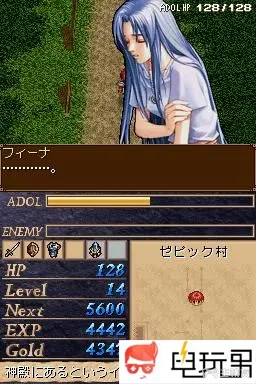 ADOL HP 128/128
フィーナ
…………。
ADOL
ENEMY
ゼピック村
HP 128
Level 14
Next 5600
EXP 4442
Gold 434
神殿にあるというイ
电玩男